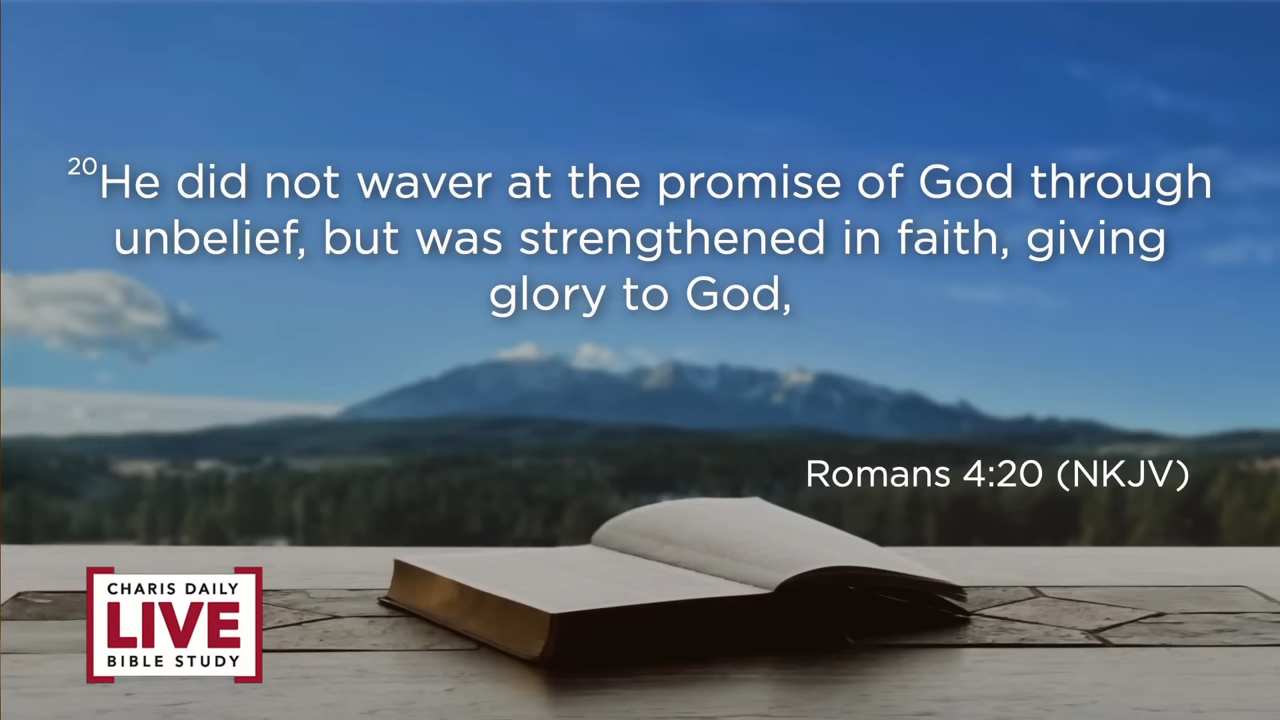 20He did not waver at the promise of God through
unbelief, but was strengthened in faith, giving
glory to God,
Romans 4:20 (NKJV)
CHARIS DAILY
LIVE
BIBLE STUDY